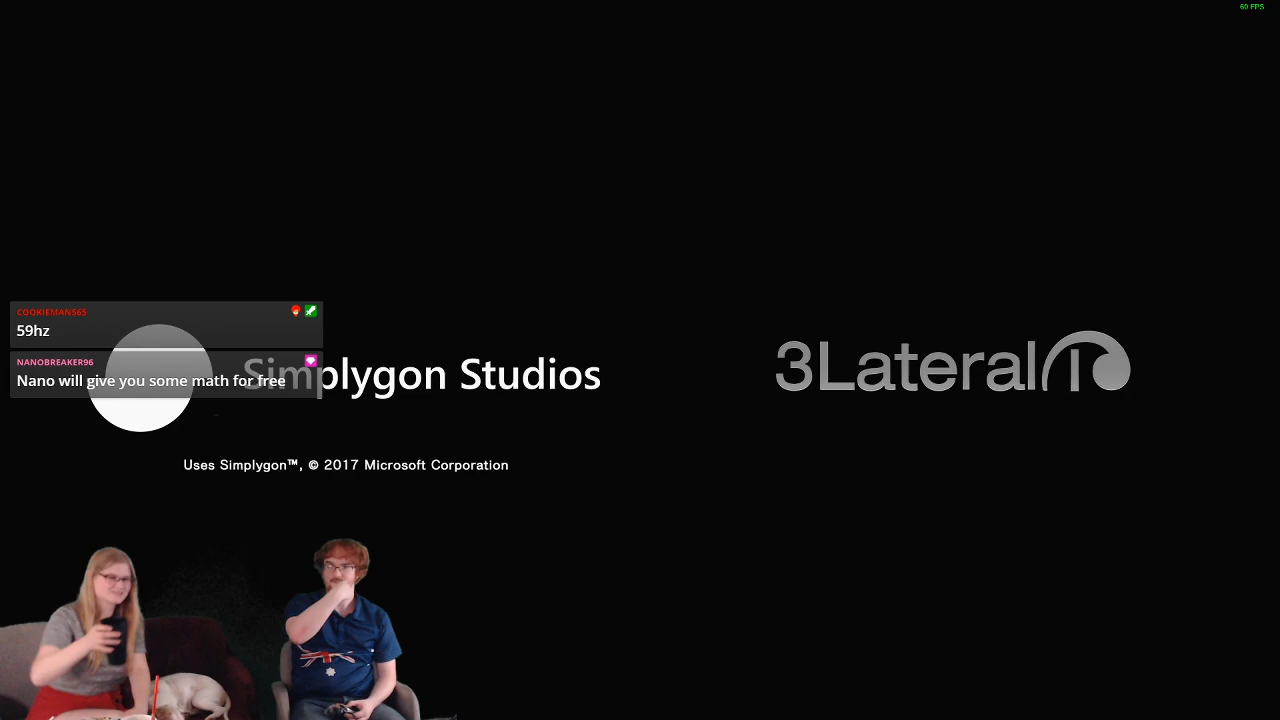 60 FPS
COOKIEMAN565
59hz
NANOBREAKER96
Nano will give you some math for free
Simplygon Studios
3Lateral
Uses Simplygon™, © 2017 Microsoft Corporation